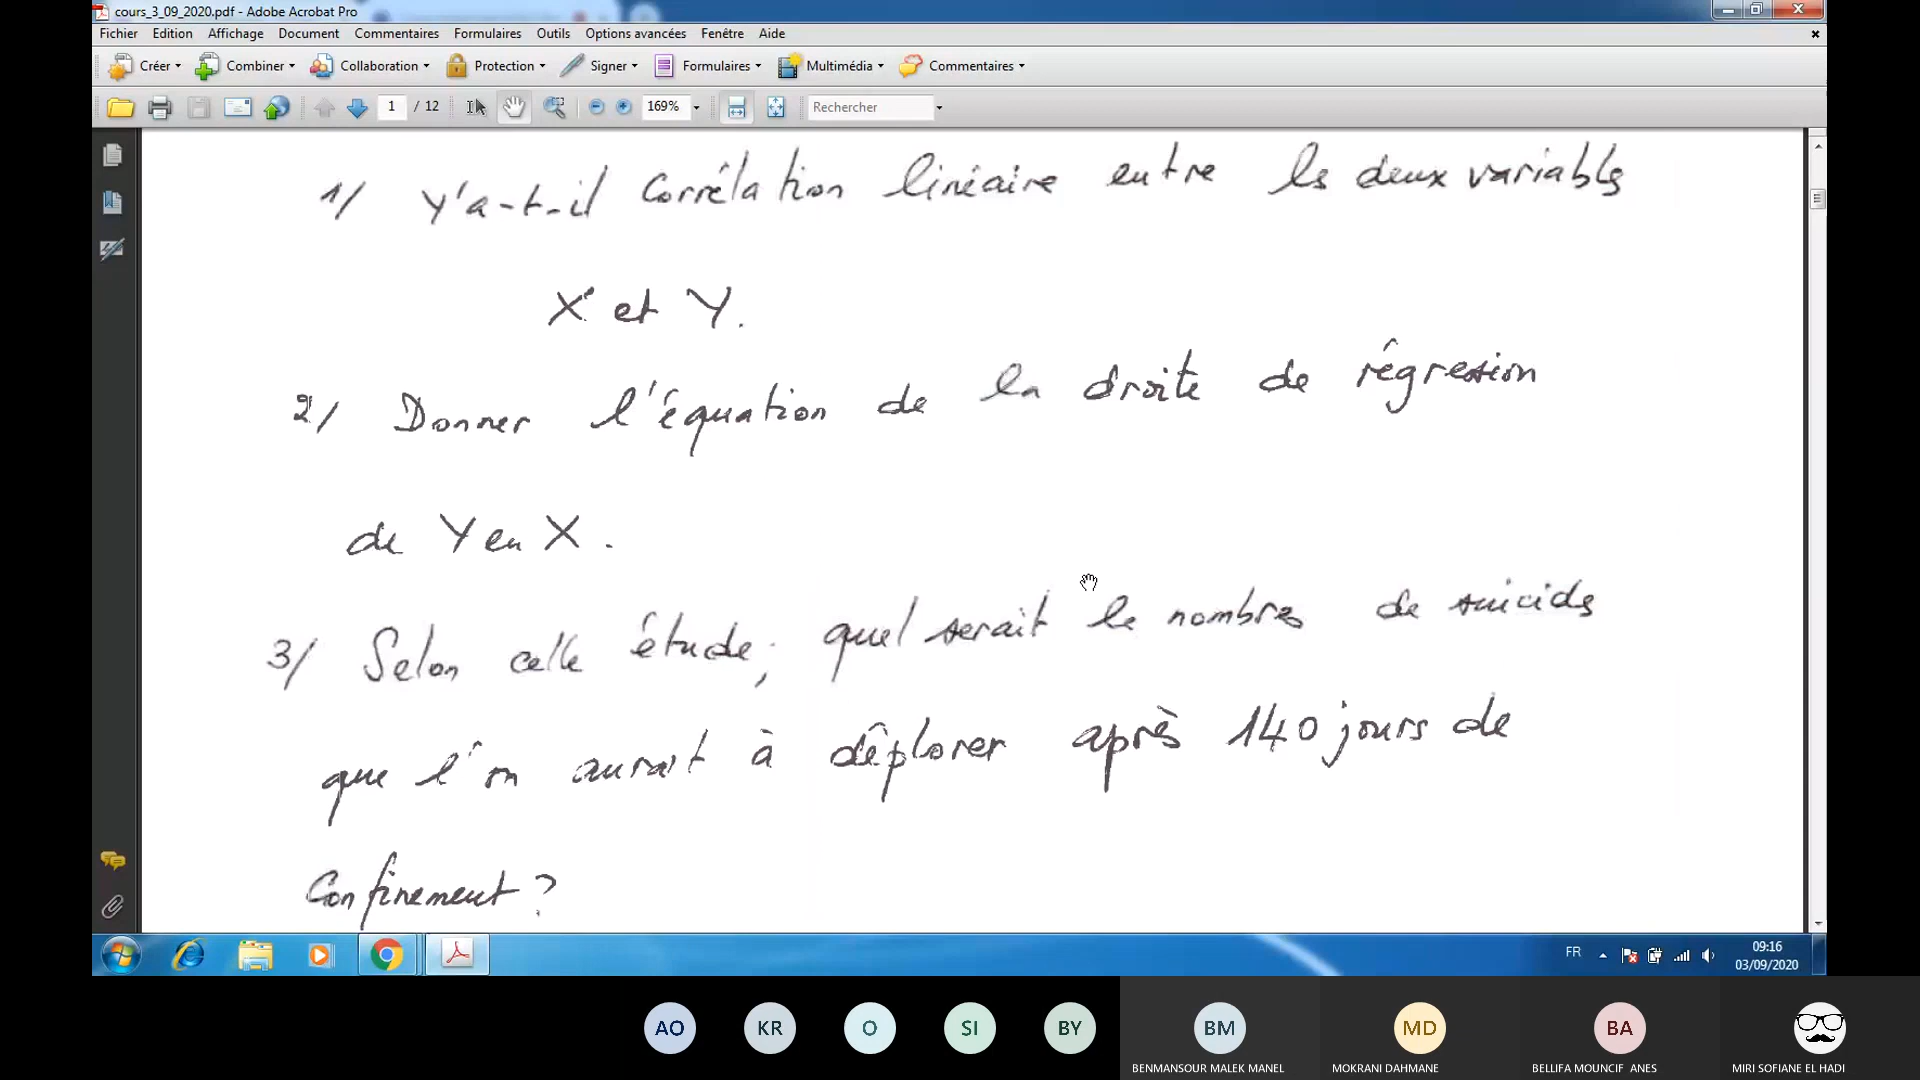 cours_3_09_2020.pdf - Adobe Acrobat Pro
Fichier Edition Affichage Document Commentaires Formulaires Outils Options avancées Fenêtre Aide
Créer Combiner Collaboration Protection Signer Formulaires Multimédia Commentaires
1 / 12 169% Rechercher
1/ Y'a-t-il Corrélation linéaire entre les deux variables
X et Y.
2/ Donner l'équation de la droite de régression
de Y en X.
3/ Selon cette étude, quel serait le nombre de suicides
que l'on aurait à déplorer après 140 jours de
Confinement ?
FR 09:16
03/09/2020
AO KR O SI BY BM MD BA
BENMANSOUR MALEK MANEL MOKRANI DAHMANE BELLIFA MOUNCIF ANES MIRI SOFIANE EL HADI